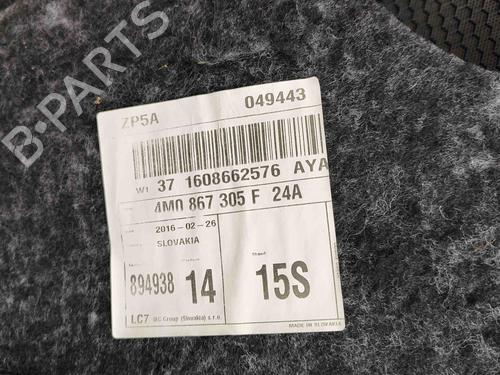 B-PARTS
ZP5A 049443
W1 37 1608662576 AYA
4M0 867 305 F 24A
2016-02-26
SLOVAKIA
894938 14 15S
LC7 (Slovakia) s.r.o.
MADE IN SLOVAKIA